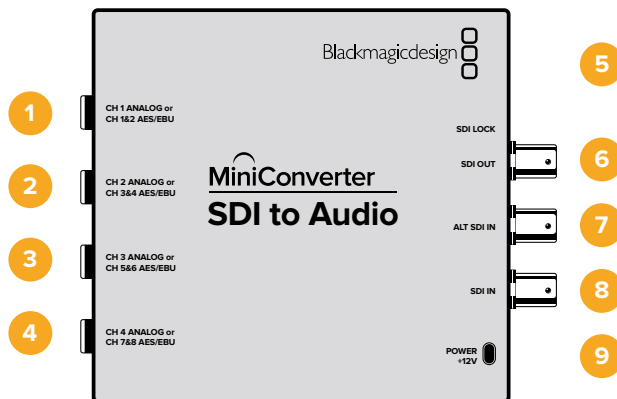 Blackmagicdesign
5
1
CH 1 ANALOG or
CH 1&2 AES/EBU
SDI LOCK
SDI OUT
6
2
CH 2 ANALOG or
CH 3&4 AES/EBU
MiniConverter
SDI to Audio
ALT SDI IN
7
3
CH 3 ANALOG or
CH 5&6 AES/EBU
SDI IN
8
4
CH 4 ANALOG or
CH 7&8 AES/EBU
POWER
+12V
9